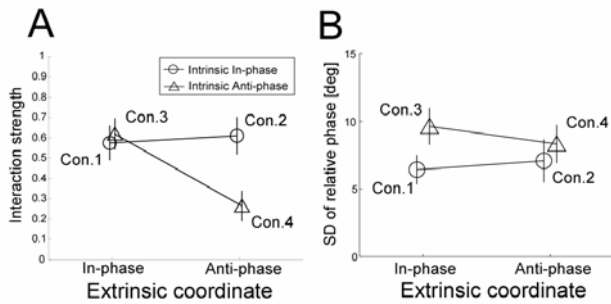 A
Interaction strength
1
0.9
0.8
0.7
0.6
0.5
0.4
0.3
0.2
0.1
0
Intrinsic In-phase
Intrinsic Anti-phase
Con.3
Con.2
Con.1
Con.4
In-phase
Anti-phase
Extrinsic coordinate
B
SD of relative phase [deg]
15
10
5
0
Con.3
Con.4
Con.1
Con.2
In-phase
Anti-phase
Extrinsic coordinate